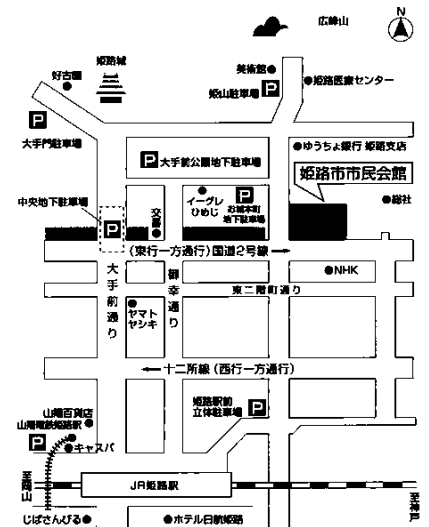 広峰山
N
姫路城
好古園
美術館
姫路医療センター
姫山駐車場
P
P
大手門駐車場
P
大手前公園地下駐車場
ゆうちょ銀行 姫路支店
姫路市市民会館
中央地下駐車場
P
交番
イーグレ
ひめじ
P
お城本町
地下駐車場
総社
(東行一方通行)国道2号線→
大手前通り
御幸通り
NHK
東二階町通り
ヤマト
ヤシキ
←十二所線(西行一方通行)
姫路駅前
立体駐車場
P
山陽百貨店
山陽電鉄姫路駅
P
キャスパ
至岡山
JR姫路駅
至神戸
じばさんびる
ホテル日航姫路